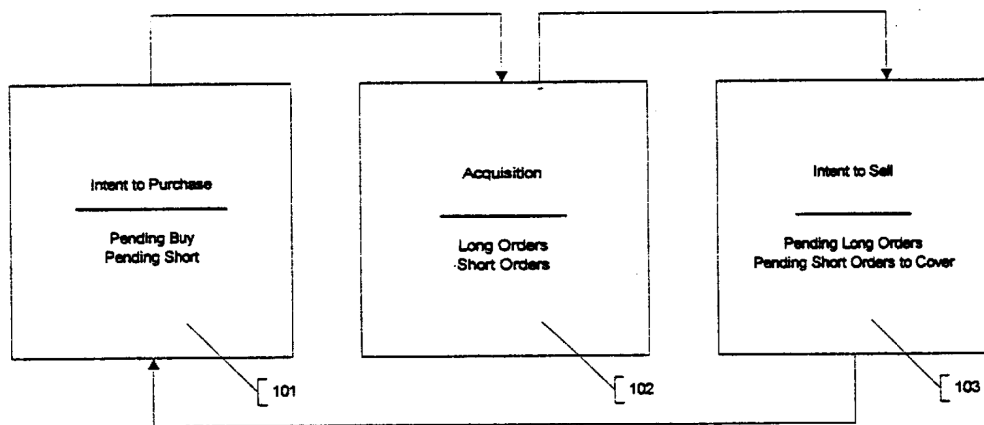 Intent to Purchase
Pending Buy
Pending Short
101
Acquisition
Long Orders
Short Orders
102
Intent to Sell
Pending Long Orders
Pending Short Orders to Cover
103